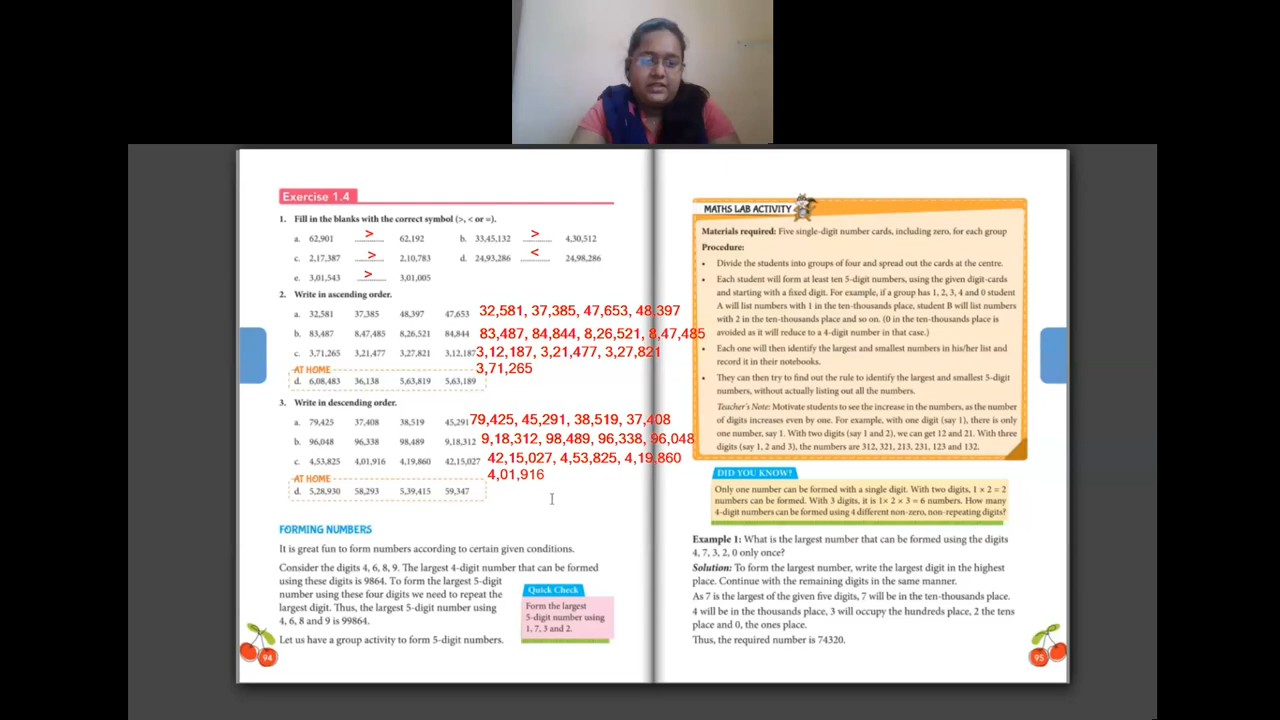 Exercise 1.4
1. Fill in the blanks with the correct symbol (>, < or =).
a. 62,901 > 62,192 b. 33,45,132 > 4,30,512
c. 2,17,387 > 2,10,783 d. 24,93,286 < 24,98,286
e. 3,01,543 > 3,01,005
2. Write in ascending order.
a. 32,581 37,385 48,397 47,653 32,581, 37,385, 47,653, 48,397
b. 83,487 8,47,485 8,26,521 84,844 83,487, 84,844, 8,26,521, 8,47,485
c. 3,71,265 3,21,477 3,27,821 3,12,187 3,12,187, 3,21,477, 3,27,821
3,71,265
AT HOME
d. 6,08,483 36,138 5,63,819 5,63,189
3. Write in descending order.
a. 79,425 37,408 38,519 45,291 79,425, 45,291, 38,519, 37,408
b. 96,048 96,338 98,489 9,18,312 9,18,312, 98,489, 96,338, 96,048
c. 4,53,825 4,01,916 4,19,860 42,15,027 42,15,027, 4,53,825, 4,19,860
4,01,916
AT HOME
d. 5,28,930 58,293 5,39,415 59,347
FORMING NUMBERS
It is great fun to form numbers according to certain given conditions.
Consider the digits 4, 6, 8, 9. The largest 4-digit number that can be formed
using these digits is 9864. To form the largest 5-digit
number using these four digits we need to repeat the
largest digit. Thus, the largest 5-digit number using
4, 6, 8 and 9 is 99864.
Let us have a group activity to form 5-digit numbers.
Quick Check
Form the largest
5-digit number using
1, 7, 3 and 2.
94
MATHS LAB ACTIVITY
Materials required: Five single-digit number cards, including zero, for each group
Procedure:
• Divide the students into groups of four and spread out the cards at the centre.
• Each student will form at least ten 5-digit numbers, using the given digit-cards
and starting with a fixed digit. For example, if a group has 1, 2, 3, 4 and 0 student
A will list numbers with 1 in the ten-thousands place, student B will list numbers
with 2 in the ten-thousands place and so on. (0 in the ten-thousands place is
avoided as it will reduce to a 4-digit number in that case.)
• Each one will then identify the largest and smallest numbers in his/her list and
record it in their notebooks.
• They can then try to find out the rule to identify the largest and smallest 5-digit
numbers, without actually listing out all the numbers.
Teacher's Note: Motivate students to see the increase in the numbers, as the number
of digits increases even by one. For example, with one digit (say 1), there is only
one number, say 1. With two digits (say 1 and 2), we can get 12 and 21. With three
digits (say 1, 2 and 3), the numbers are 312, 321, 213, 231, 123 and 132.
DID YOU KNOW?
Only one number can be formed with a single digit. With two digits, 1 × 2 = 2
numbers can be formed. With 3 digits, it is 1× 2 × 3 = 6 numbers. How many
4-digit numbers can be formed using 4 different non-zero, non-repeating digits?
Example 1: What is the largest number that can be formed using the digits
4, 7, 3, 2, 0 only once?
Solution: To form the largest number, write the largest digit in the highest
place. Continue with the remaining digits in the same manner.
As 7 is the largest of the given five digits, 7 will be in the ten-thousands place.
4 will be in the thousands place, 3 will occupy the hundreds place, 2 the tens
place and 0, the ones place.
Thus, the required number is 74320.
95